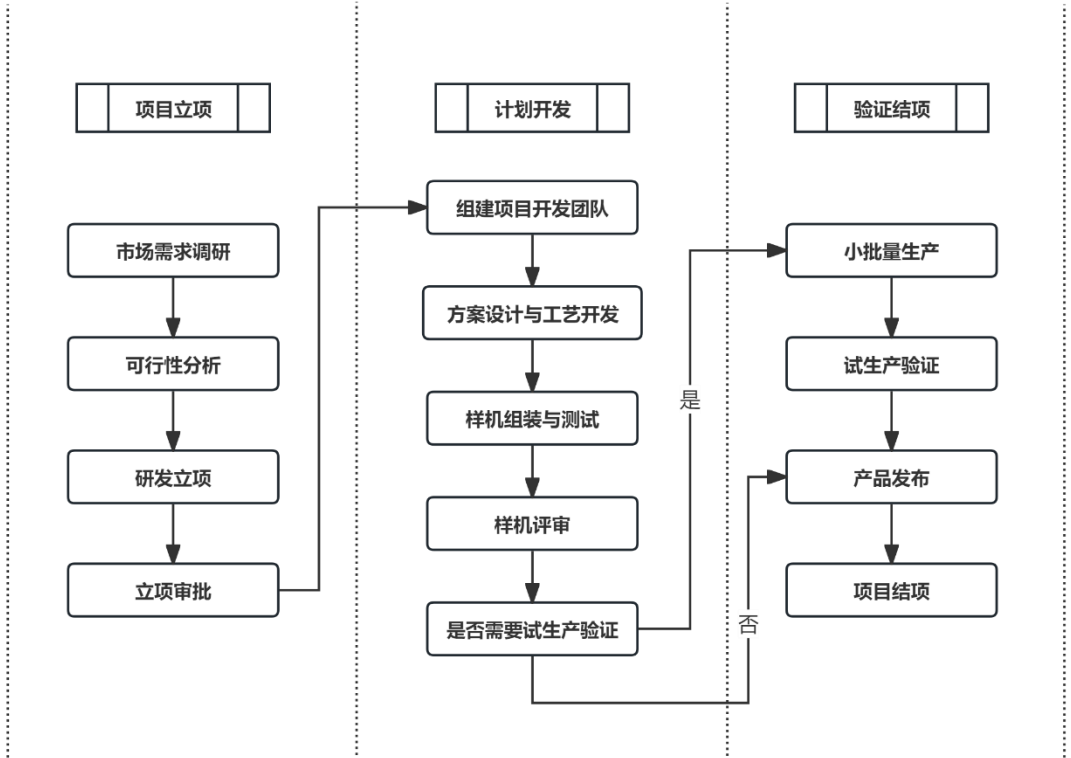 项目立项
市场需求调研
可行性分析
研发立项
立项审批
计划开发
组建项目开发团队
方案设计与工艺开发
样机组装与测试
样机评审
是否需要试生产验证
是
否
验证结项
小批量生产
试生产验证
产品发布
项目结项